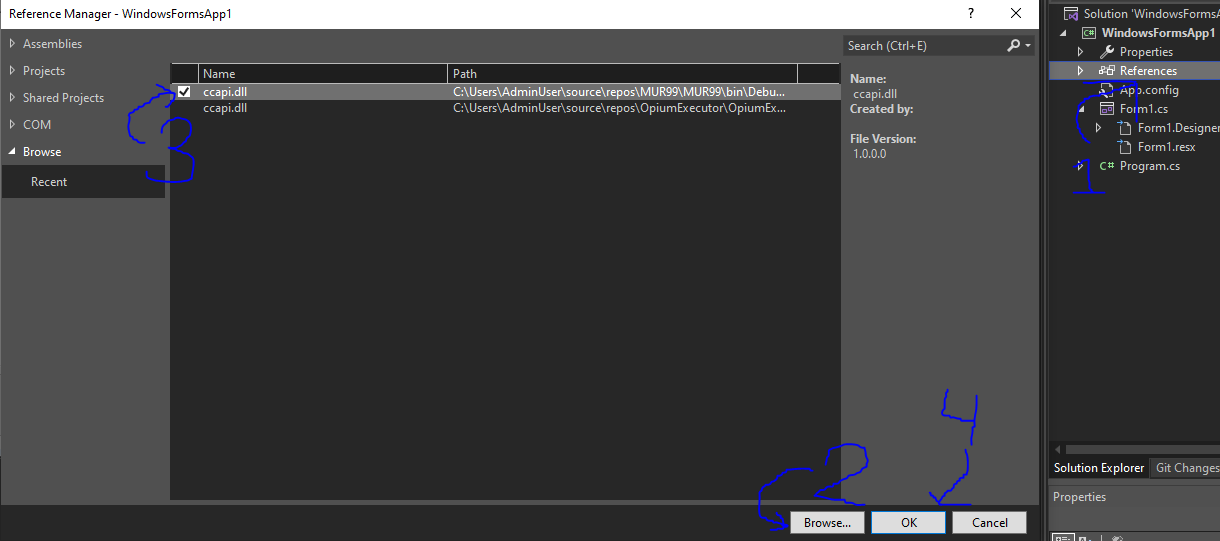 Reference Manager - WindowsFormsApp1
? ×
Assemblies
Projects
Shared Projects
COM
Browse
Recent
Name Path
ccapi.dll C:\Users\AdminUser\source\repos\MUR99\MUR99\bin\Debu...
ccapi.dll C:\Users\AdminUser\source\repos\OpiumExecutor\OpiumEx...
Search (Ctrl+E)
Name:
ccapi.dll
Created by:
File Version:
1.0.0.0
3
2
4
Browse...
OK
Cancel
Solution 'WindowsFormsA
C# WindowsFormsApp1
Properties
References
App.config
Form1.cs
Form1.Designer
Form1.resx
C# Program.cs
1
Solution Explorer Git Changes
Properties